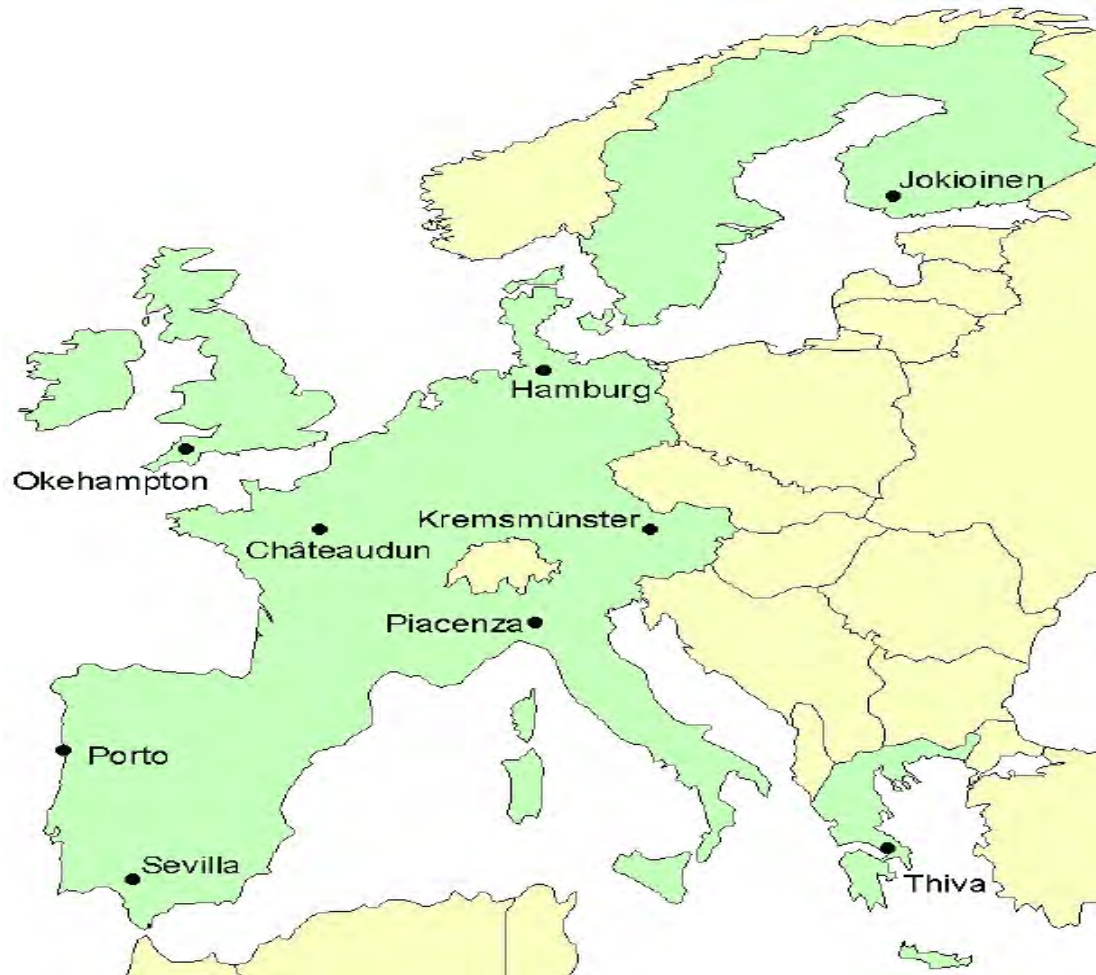 Jokioinen
Hamburg
Okehampton
Kremsmünster
Châteaudun
Piacenza
Porto
Sevilla
Thiva